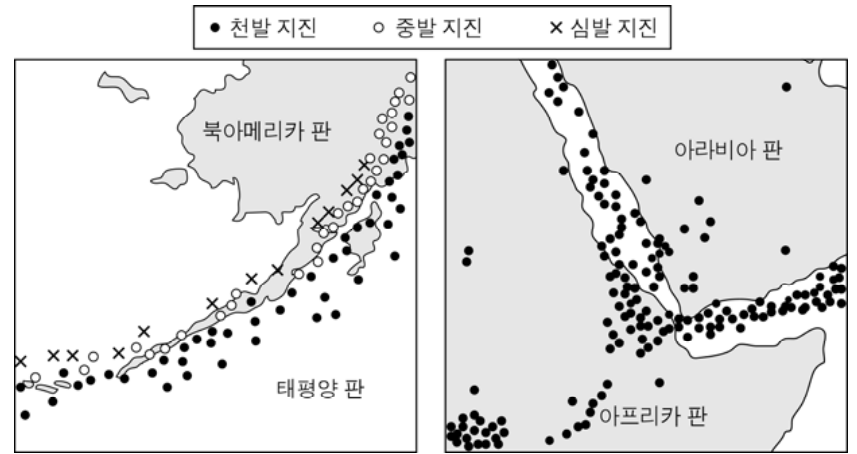 ● 천발 지진 ○ 중발 지진 × 심발 지진
북아메리카 판
태평양 판
아라비아 판
아프리카 판